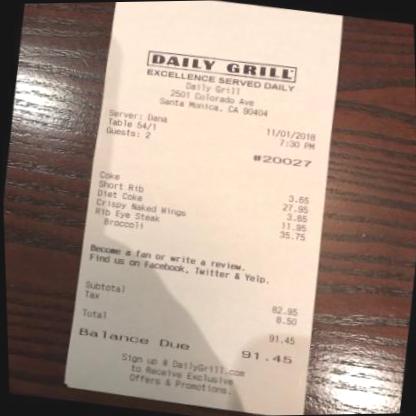 DAILY GRILL
EXCELLENCE SERVED DAILY
Daily Grill
2501 Colorado Ave
Santa Monica, CA 90404
Server: Dana 11/01/2018
Table 54/1 7:30 PM
Guests: 2
#20027
Coke 3.65
Short Rib 27.95
Diet Coke 3.65
Crispy Naked Wings 11.95
Rib Eye Steak 35.75
Broccoli
Become a fan or write a review.
Find us on Facebook, Twitter & Yelp.
Subtotal 82.95
Tax 8.50
Total 91.45
Balance Due 91.45
Sign up @ DailyGrill.com
to Receive Exclusive
Offers & Promotions.